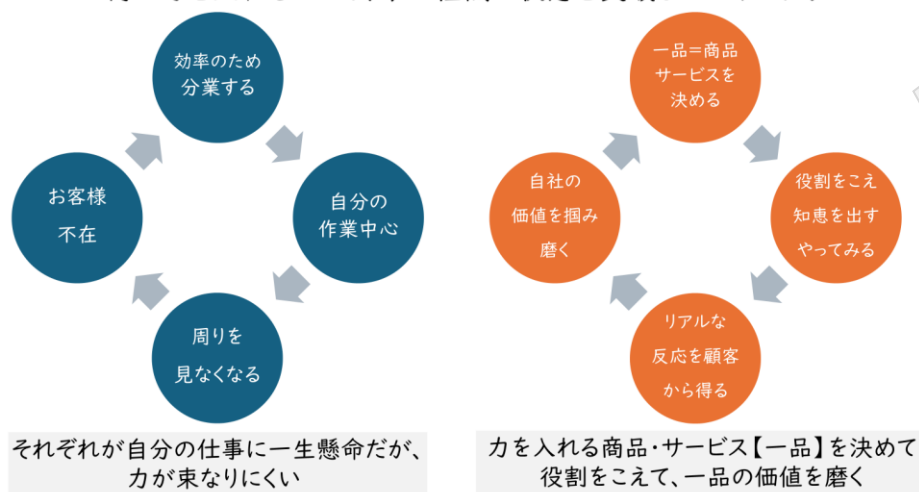 効率のため
分業する
自分の
作業中心
周りを
見なくなる
お客様
不在
それぞれが自分の仕事に一生懸命だが、
力が束なりにくい
一品=商品
サービスを
決める
役割をこえ
知恵を出す
やってみる
リアルな
反応を顧客
から得る
自社の
価値を掴み
磨く
力を入れる商品・サービス【一品】を決めて
役割をこえて、一品の価値を磨く